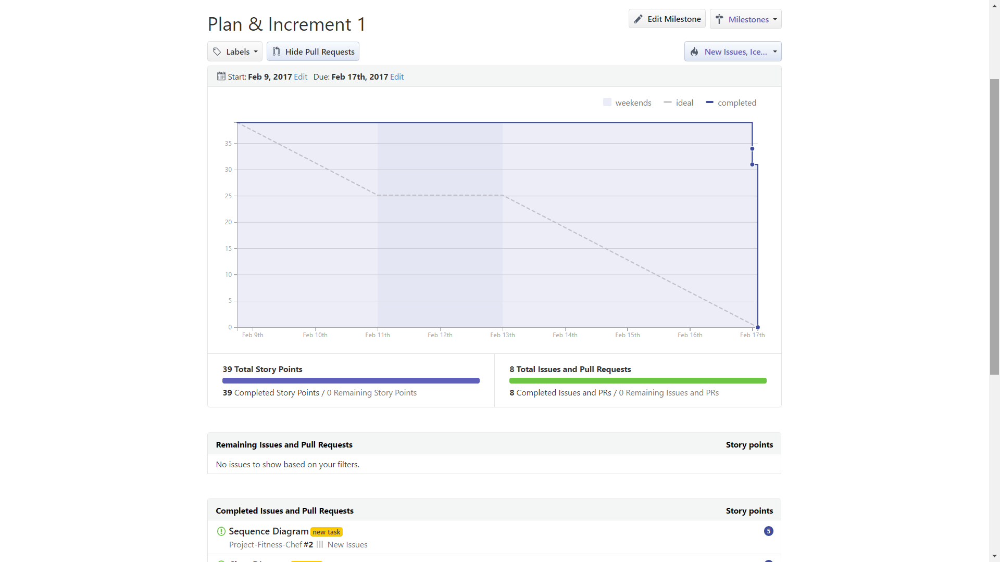 Plan & Increment 1
Edit Milestone
Milestones
Labels
Hide Pull Requests
New Issues, Ice...
Start: Feb 9, 2017 Edit Due: Feb 17th, 2017 Edit
weekends ideal completed
35
30
25
20
15
10
5
0
Feb 9th Feb 10th Feb 11th Feb 12th Feb 13th Feb 14th Feb 15th Feb 16th Feb 17th
39 Total Story Points
39 Completed Story Points / 0 Remaining Story Points
8 Total Issues and Pull Requests
8 Completed Issues and PRs / 0 Remaining Issues and PRs
Remaining Issues and Pull Requests Story points
No issues to show based on your filters.
Completed Issues and Pull Requests Story points
Sequence Diagram new task 5
Project-Fitness-Chef #2 New Issues